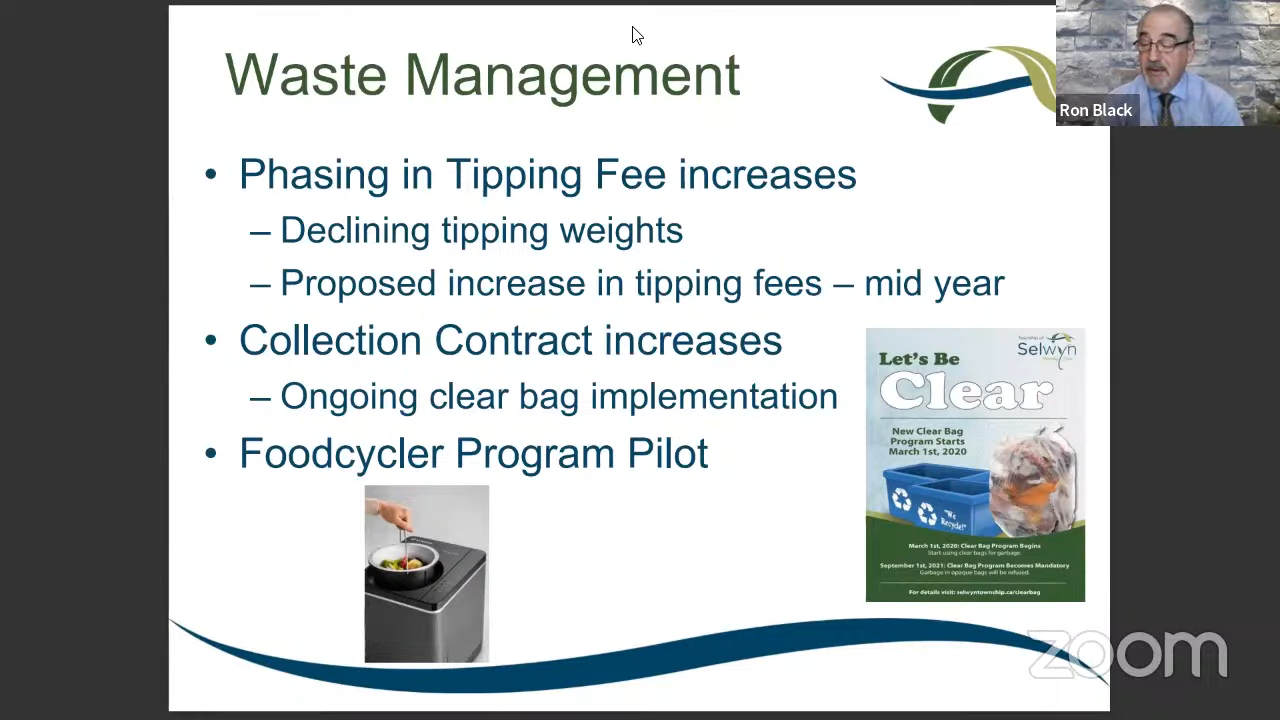 Waste Management
Ron Black
• Phasing in Tipping Fee increases
– Declining tipping weights
– Proposed increase in tipping fees – mid year
• Collection Contract increases
– Ongoing clear bag implementation
• Foodcycler Program Pilot
Township of
Selwyn
Let's Be
Clear
New Clear Bag
Program Starts
March 1st, 2020
"We
Recycle!"
March 1st, 2020: Clear Bag Program Begins
Start using clear bags for garbage.
September 1st, 2021: Clear Bag Program Becomes Mandatory
Garbage in opaque bags will be refused.
For details visit: selwyntownship.ca/clearbag
zoom